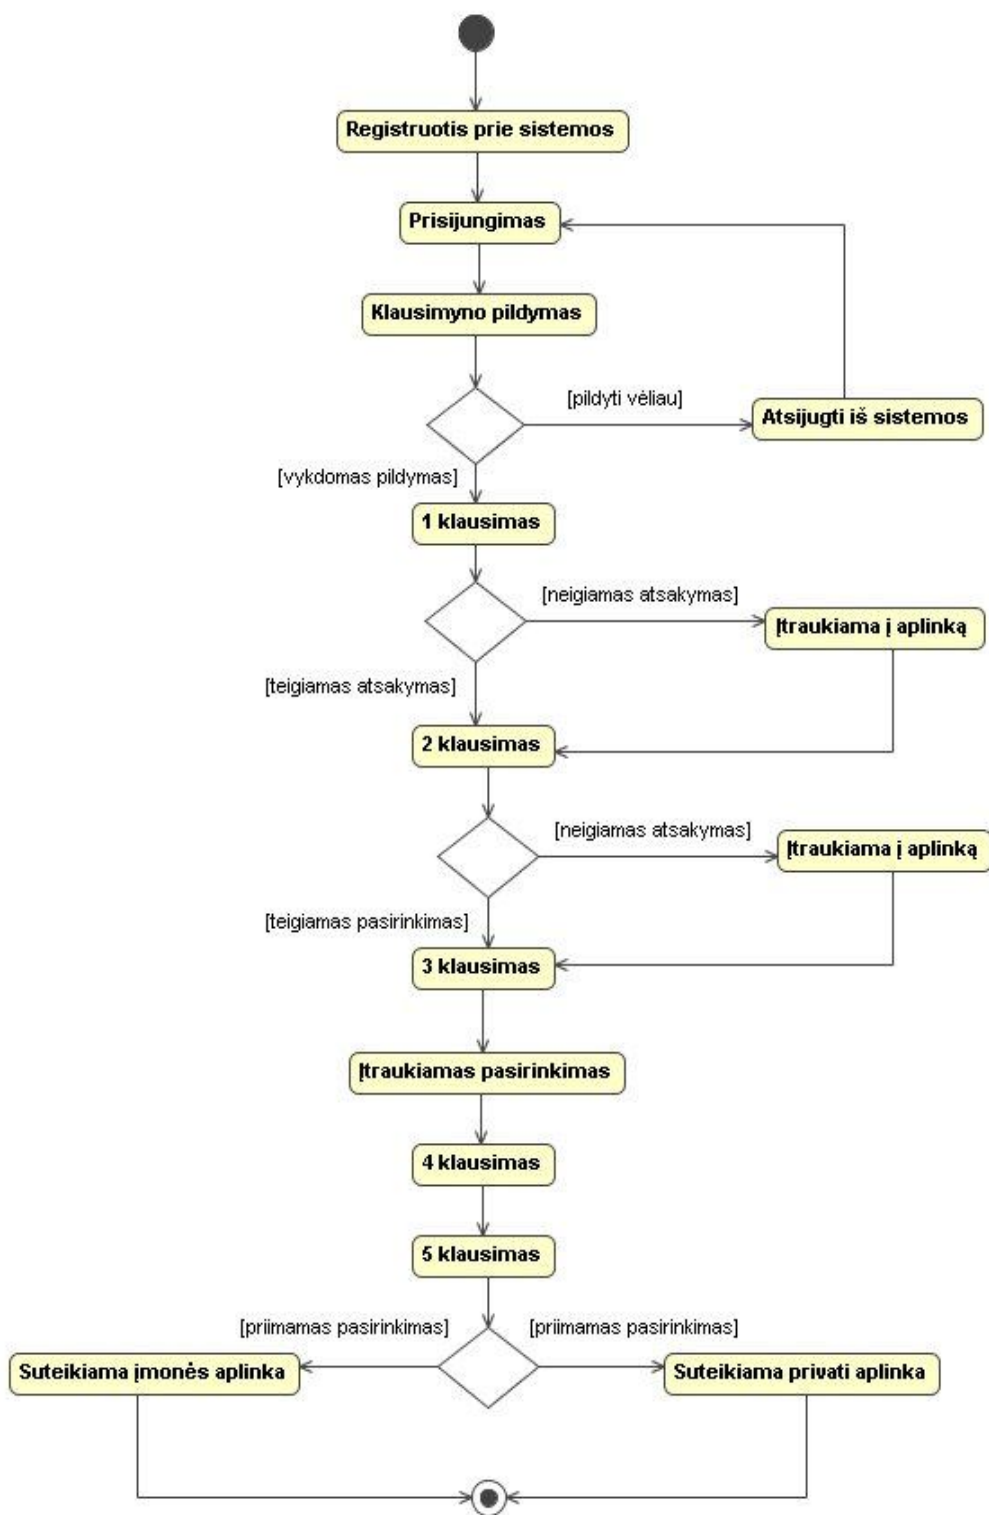 Registruotis prie sistemos
Prisijungimas
Klausimyno pildymas
[pildyti vėliau]
Atsijugti iš sistemos
[vykdomas pildymas]
1 klausimas
[neigiamas atsakymas]
Įtraukiama į aplinką
[teigiamas atsakymas]
2 klausimas
[neigiamas atsakymas]
Įtraukiama į aplinką
[teigiamas pasirinkimas]
3 klausimas
Įtraukiamas pasirinkimas
4 klausimas
5 klausimas
[priimamas pasirinkimas]
[priimamas pasirinkimas]
Suteikiama įmonės aplinka
Suteikiama privati aplinka